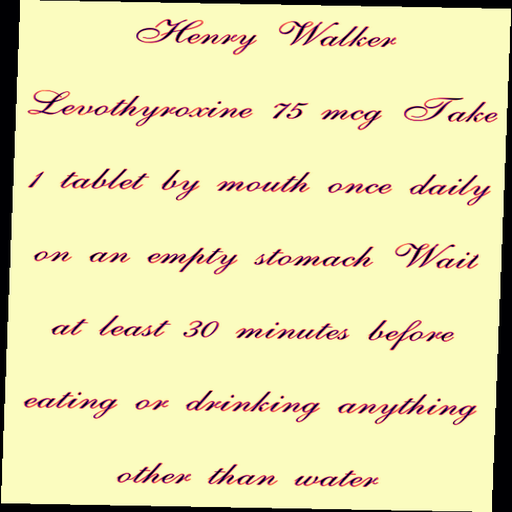 Henry Walker
Levothyroxine 75 mcg Take
1 tablet by mouth once daily
on an empty stomach Wait
at least 30 minutes before
eating or drinking anything
other than water